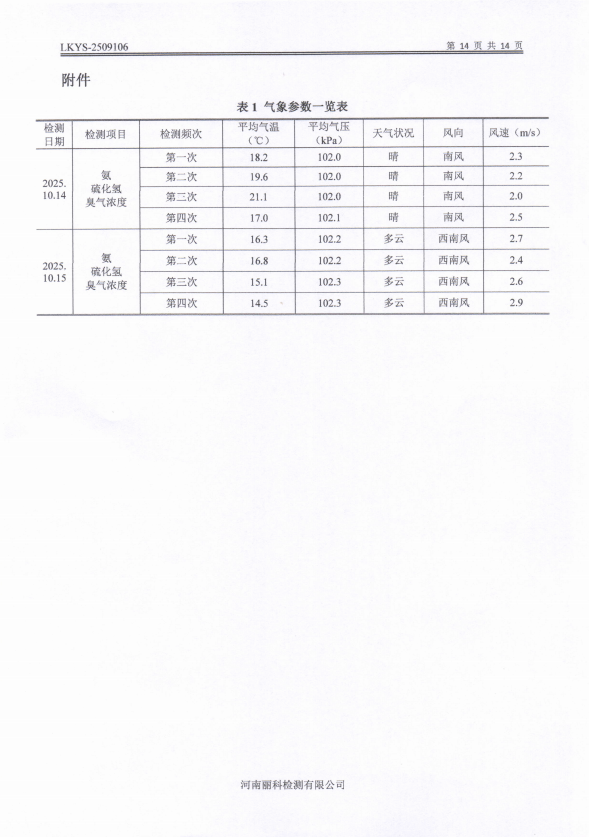 LKYS-2509106 第 14 页 共 14 页
附件
表 1 气象参数一览表
检测日期 检测项目 检测频次 平均气温（℃） 平均气压（kPa） 天气状况 风向 风速（m/s）
2025.10.14 氨 硫化氢 臭气浓度 第一次 18.2 102.0 晴 南风 2.3
第二次 19.6 102.0 晴 南风 2.2
第三次 21.1 102.0 晴 南风 2.0
第四次 17.0 102.1 晴 南风 2.5
2025.10.15 氨 硫化氢 臭气浓度 第一次 16.3 102.2 多云 西南风 2.7
第二次 16.8 102.2 多云 西南风 2.4
第三次 15.1 102.3 多云 西南风 2.6
第四次 14.5 102.3 多云 西南风 2.9
河南丽科检测有限公司